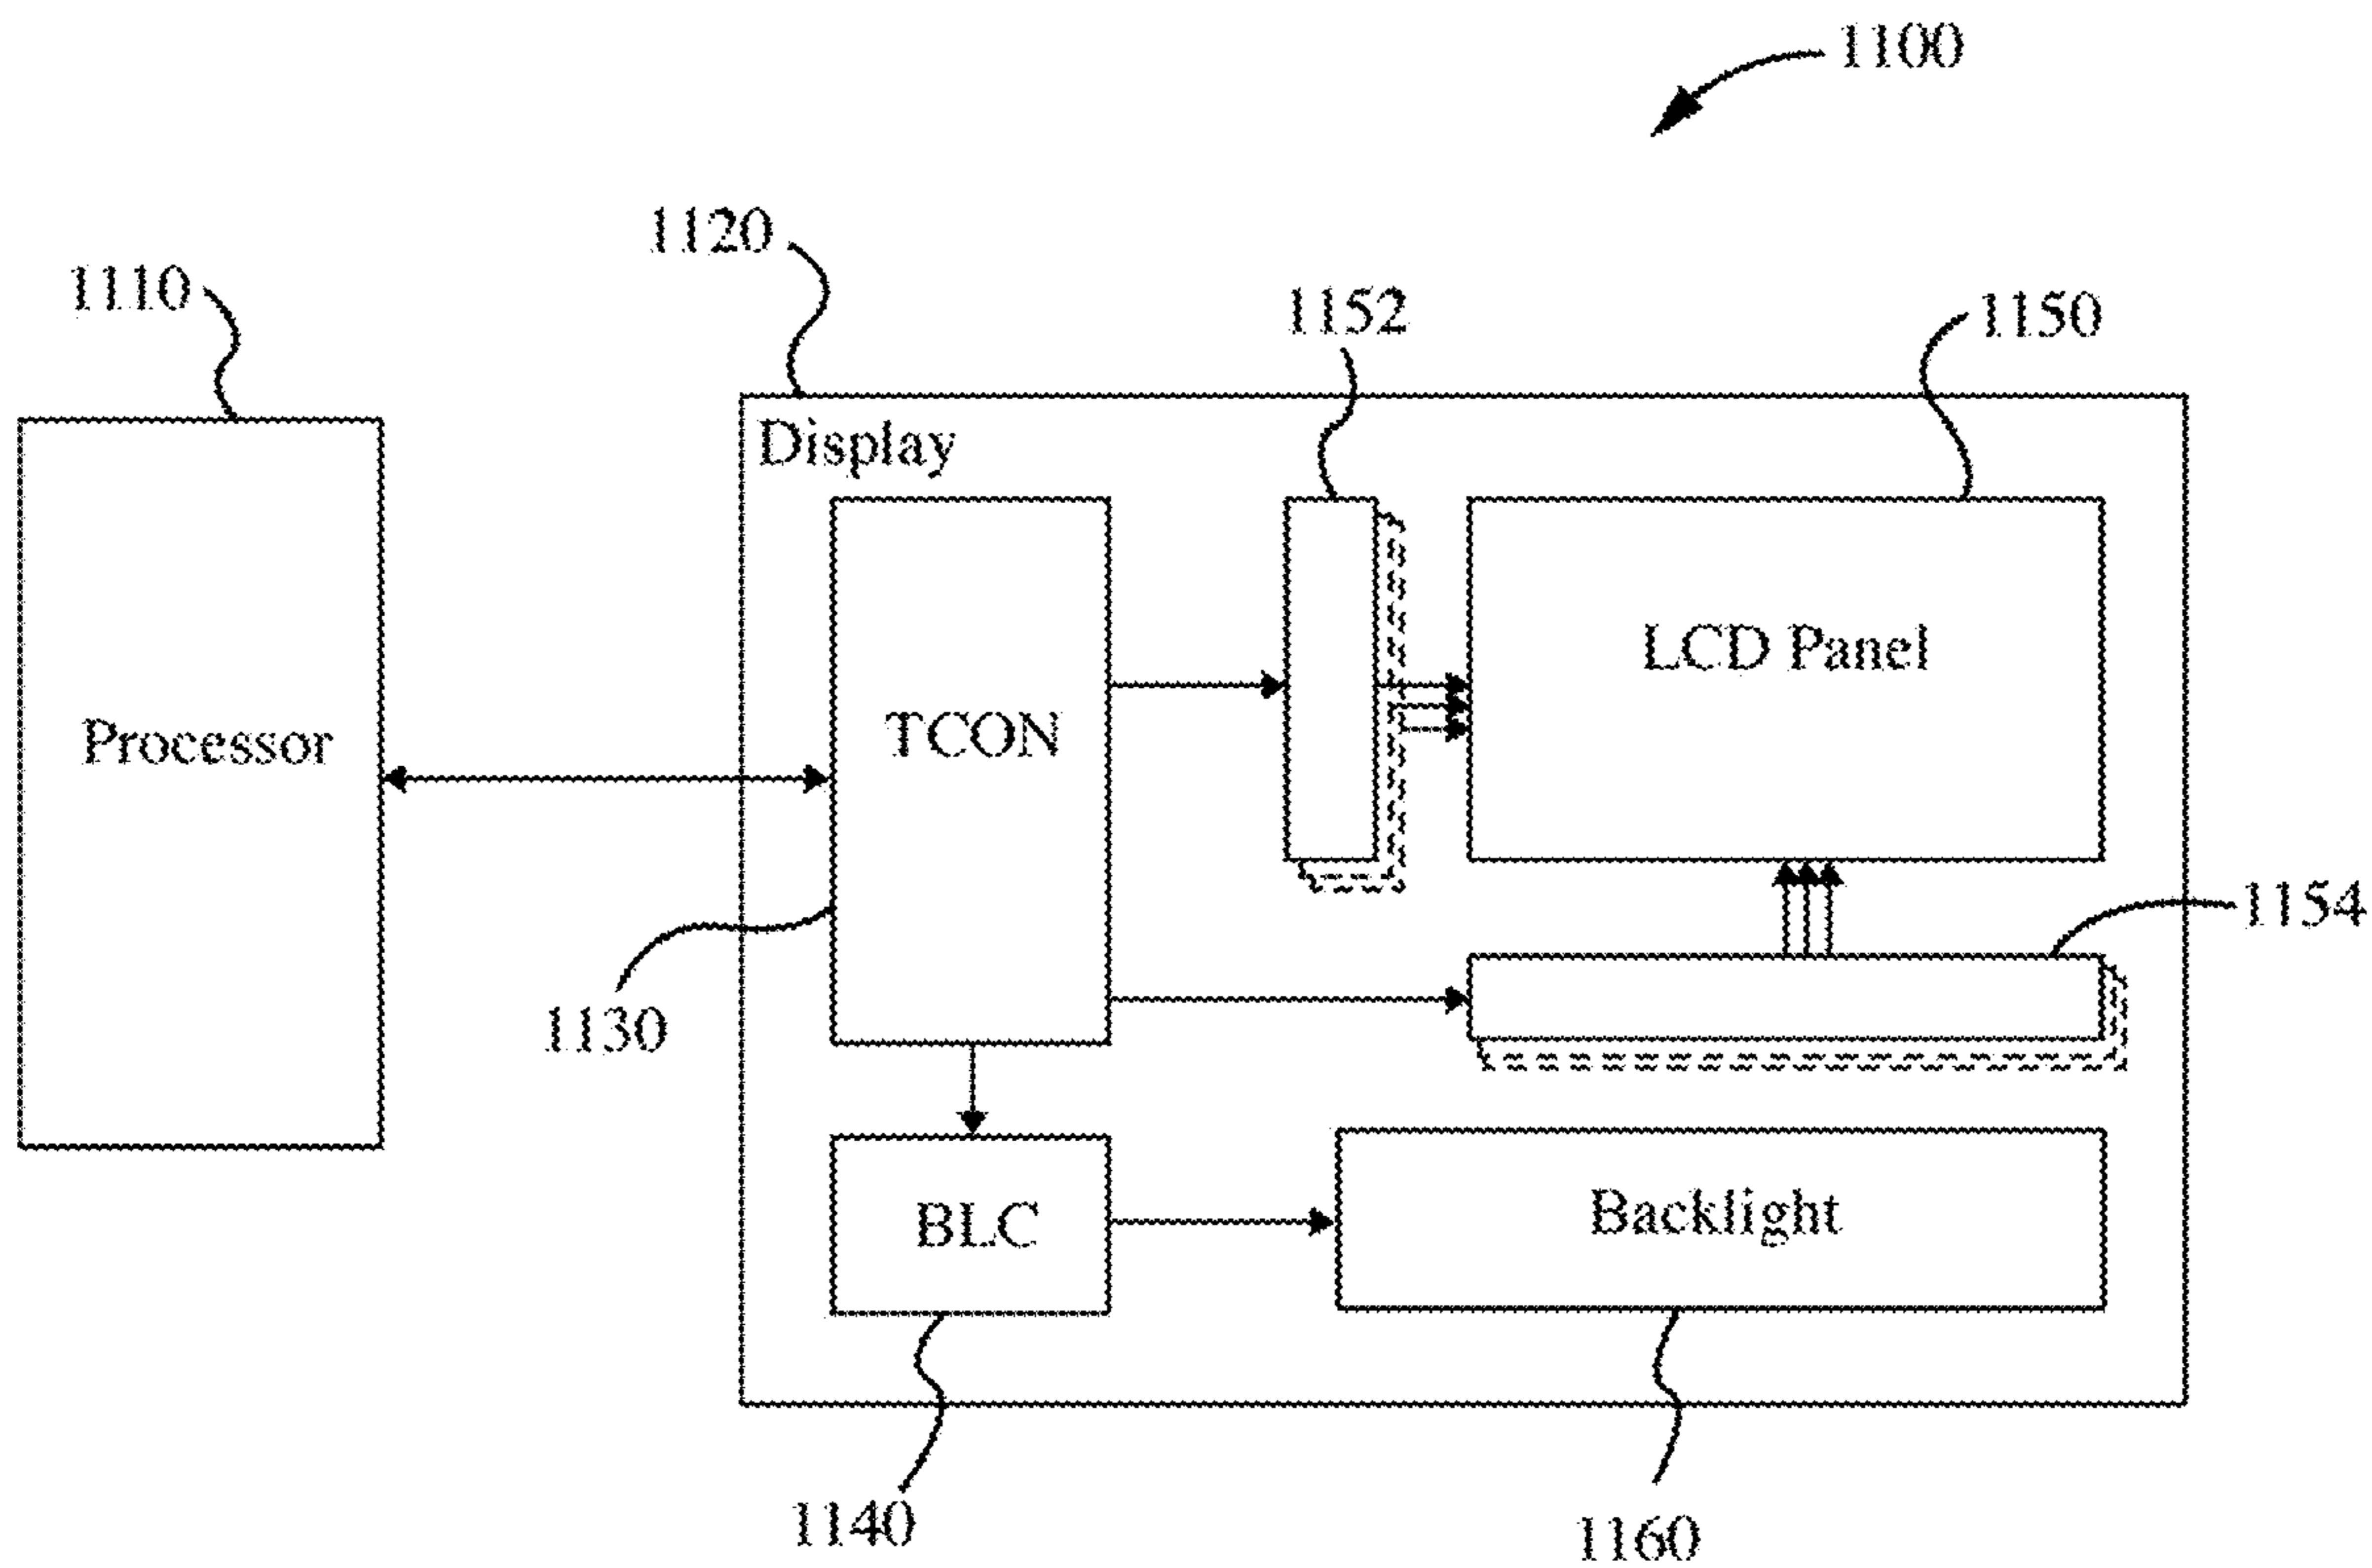 1100
1120
1110
1152
1150
Display
LCD Panel
Processor
TCON
1154
1130
BLC
Backlight
1140
1160